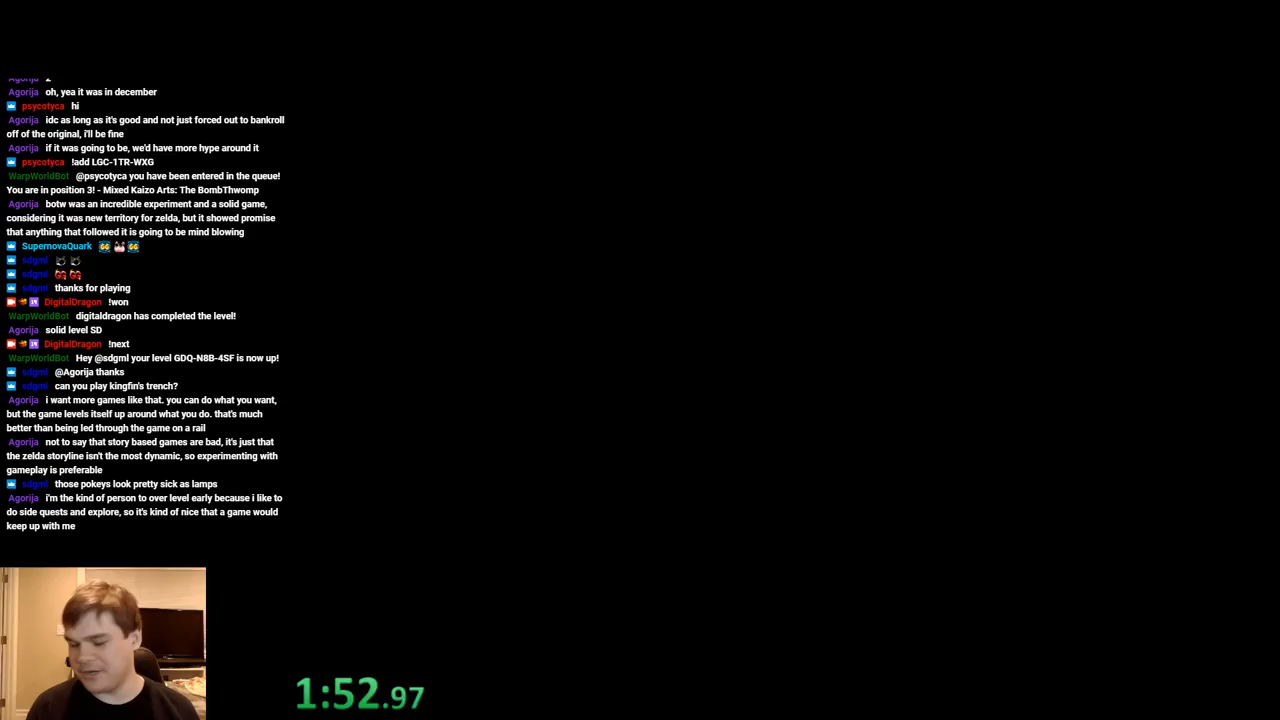 Agorija 2
Agorija oh, yea it was in december
psycotyca hi
Agorija idc as long as it's good and not just forced out to bankroll
off of the original, i'll be fine
Agorija if it was going to be, we'd have more hype around it
psycotyca !add LGC-1TR-WXG
WarpWorldBot @psycotyca you have been entered in the queue!
You are in position 3! - Mixed Kaizo Arts: The BombThwomp
Agorija botw was an incredible experiment and a solid game,
considering it was new territory for zelda, but it showed promise
that anything that followed it is going to be mind blowing
SupernovaQuark
sdgml
sdgml
sdgml thanks for playing
DigitalDragon !won
WarpWorldBot digitaldragon has completed the level!
Agorija solid level SD
DigitalDragon !next
WarpWorldBot Hey @sdgml your level GDQ-N8B-4SF is now up!
sdgml @Agorija thanks
sdgml can you play kingfin's trench?
Agorija i want more games like that. you can do what you want,
but the game levels itself up around what you do. that's much
better than being led through the game on a rail
Agorija not to say that story based games are bad, it's just that
the zelda storyline isn't the most dynamic, so experimenting with
gameplay is preferable
sdgml those pokeys look pretty sick as lamps
Agorija i'm the kind of person to over level early because i like to
do side quests and explore, so it's kind of nice that a game would
keep up with me
1:52.97